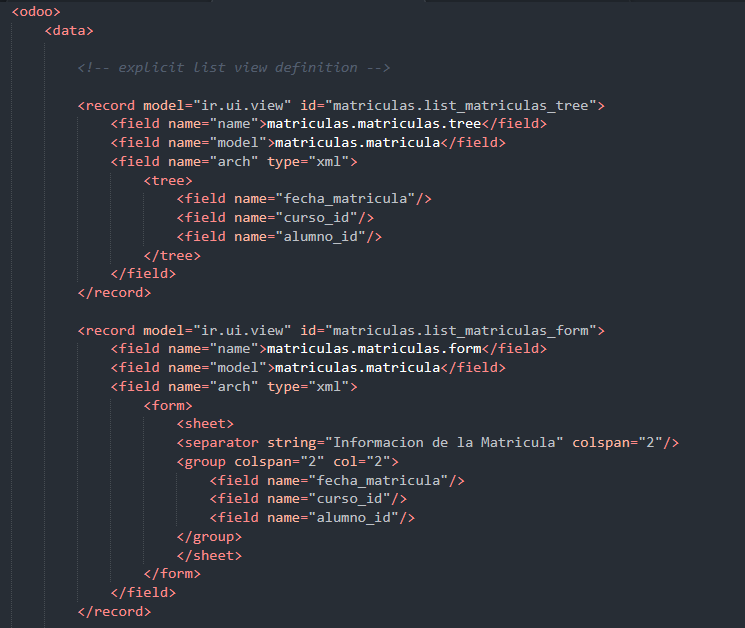 <odoo>
<data>
<!-- explicit list view definition -->
<record model="ir.ui.view" id="matriculas.list_matriculas_tree">
<field name="name">matriculas.matriculas.tree</field>
<field name="model">matriculas.matricula</field>
<field name="arch" type="xml">
<tree>
<field name="fecha_matricula"/>
<field name="curso_id"/>
<field name="alumno_id"/>
</tree>
</field>
</record>
<record model="ir.ui.view" id="matriculas.list_matriculas_form">
<field name="name">matriculas.matriculas.form</field>
<field name="model">matriculas.matricula</field>
<field name="arch" type="xml">
<form>
<sheet>
<separator string="Informacion de la Matricula" colspan="2"/>
<group colspan="2" col="2">
<field name="fecha_matricula"/>
<field name="curso_id"/>
<field name="alumno_id"/>
</group>
</sheet>
</form>
</field>
</record>